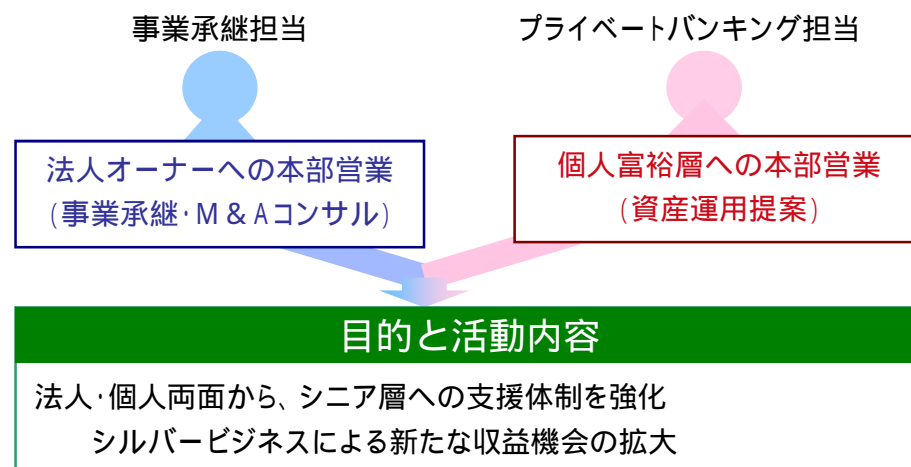 事業承継担当
プライベートバンキング担当
法人オーナーへの本部営業
(事業承継･M&Aコンサル)
個人富裕層への本部営業
(資産運用提案)
目的と活動内容
法人･個人両面から、シニア層への支援体制を強化
シルバービジネスによる新たな収益機会の拡大